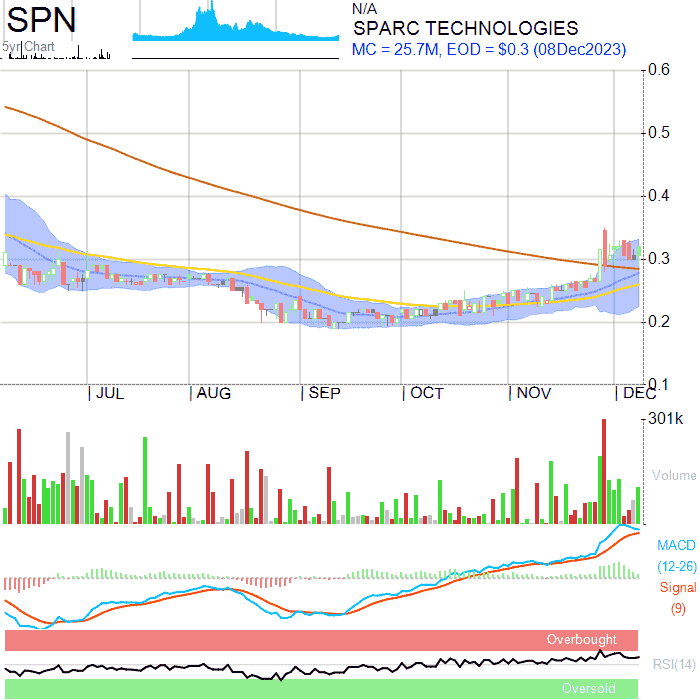 SPN
5yr Chart
N/A
SPARC TECHNOLOGIES
MC = 25.7M, EOD = $0.3 (08Dec2023)
0.6
0.5
0.4
0.3
0.2
0.1
JUL AUG SEP OCT NOV DEC
301k
Volume
MACD
(12-26)
Signal
(9)
Overbought
RSI(14)
Oversold